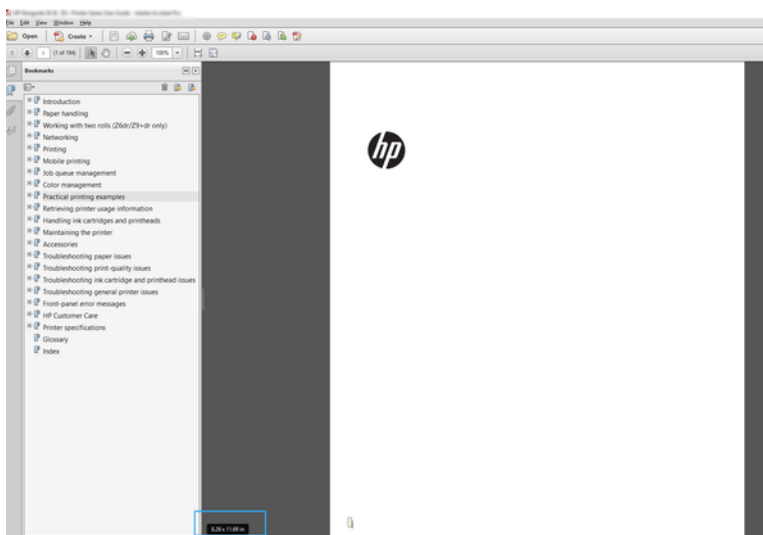 File Edit View Window Help
Open Create
1 (1 of 194) 100%
Bookmarks
Introduction
Paper handling
Working with two rolls (Z6dr/Z9+dr only)
Networking
Printing
Mobile printing
Job queue management
Color management
Practical printing examples
Retrieving printer usage information
Handling ink cartridges and printheads
Maintaining the printer
Accessories
Troubleshooting paper issues
Troubleshooting print-quality issues
Troubleshooting ink cartridge and printhead issues
Troubleshooting general printer issues
Front-panel error messages
HP Customer Care
Printer specifications
Glossary
Index
hp
8.26 x 11.69 in